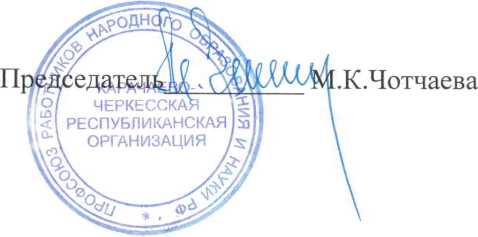 Председатель М.К.Чотчаева
ПРОФСОЮЗ РАБОТНИКОВ НАРОДНОГО ОБРАЗОВАНИЯ И НАУКИ РФ *
КАРАЧАЕВО-
ЧЕРКЕССКАЯ
РЕСПУБЛИКАНСКАЯ
ОРГАНИЗАЦИЯ